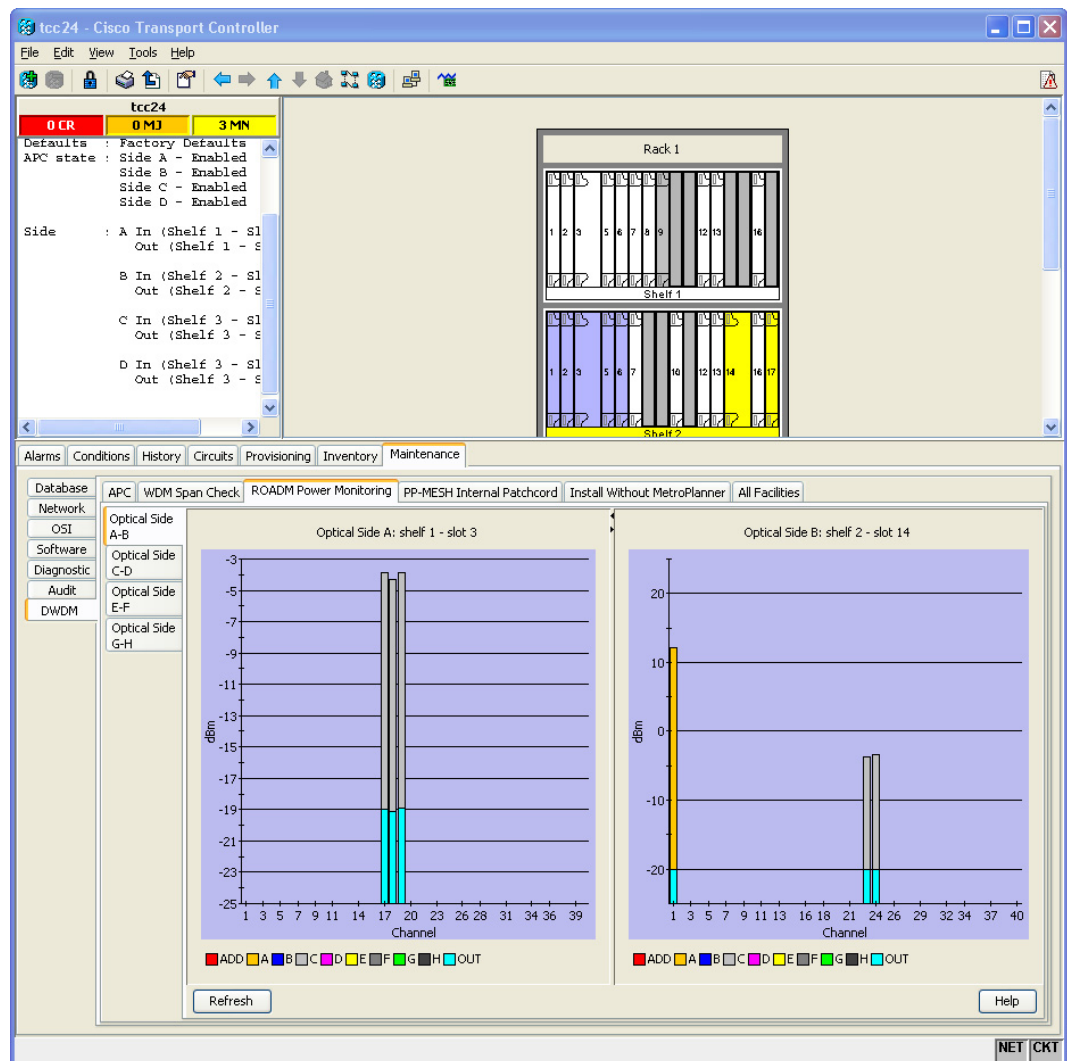 tcc24 - Cisco Transport Controller
File Edit View Tools Help
tcc24
0 CR 0 MJ 3 MN
Defaults : Factory Defaults
APC state : Side A - Enabled
Side B - Enabled
Side C - Enabled
Side D - Enabled
Side : A In (Shelf 1 - Sl
Out (Shelf 1 - S
B In (Shelf 2 - Sl
Out (Shelf 2 - S
C In (Shelf 3 - Sl
Out (Shelf 3 - S
D In (Shelf 3 - Sl
Out (Shelf 3 - S
Rack 1
1 2 3 5 6 7 8 9 12 13 16
Shelf 1
1 2 3 5 6 7 10 12 13 14 16 17
Shelf 2
Alarms Conditions History Circuits Provisioning Inventory Maintenance
Database
Network
OSI
Software
Diagnostic
Audit
DWDM
APC WDM Span Check ROADM Power Monitoring PP-MESH Internal Patchcord Install Without MetroPlanner All Facilities
Optical Side
A-B
Optical Side
C-D
Optical Side
E-F
Optical Side
G-H
Optical Side A: shelf 1 - slot 3
-3
-5
-7
-9
-11
-13
-15
-17
-19
-21
-23
-25
dBm
1 3 5 7 9 11 14 17 20 23 26 28 31 34 36 39
Channel
ADD A B C D E F G H OUT
Optical Side B: shelf 2 - slot 14
20
10
0
-10
-20
dBm
1 3 5 7 9 11 13 16 18 21 24 26 29 32 34 37 40
Channel
ADD A B C D E F G H OUT
Refresh
Help
NET CKT